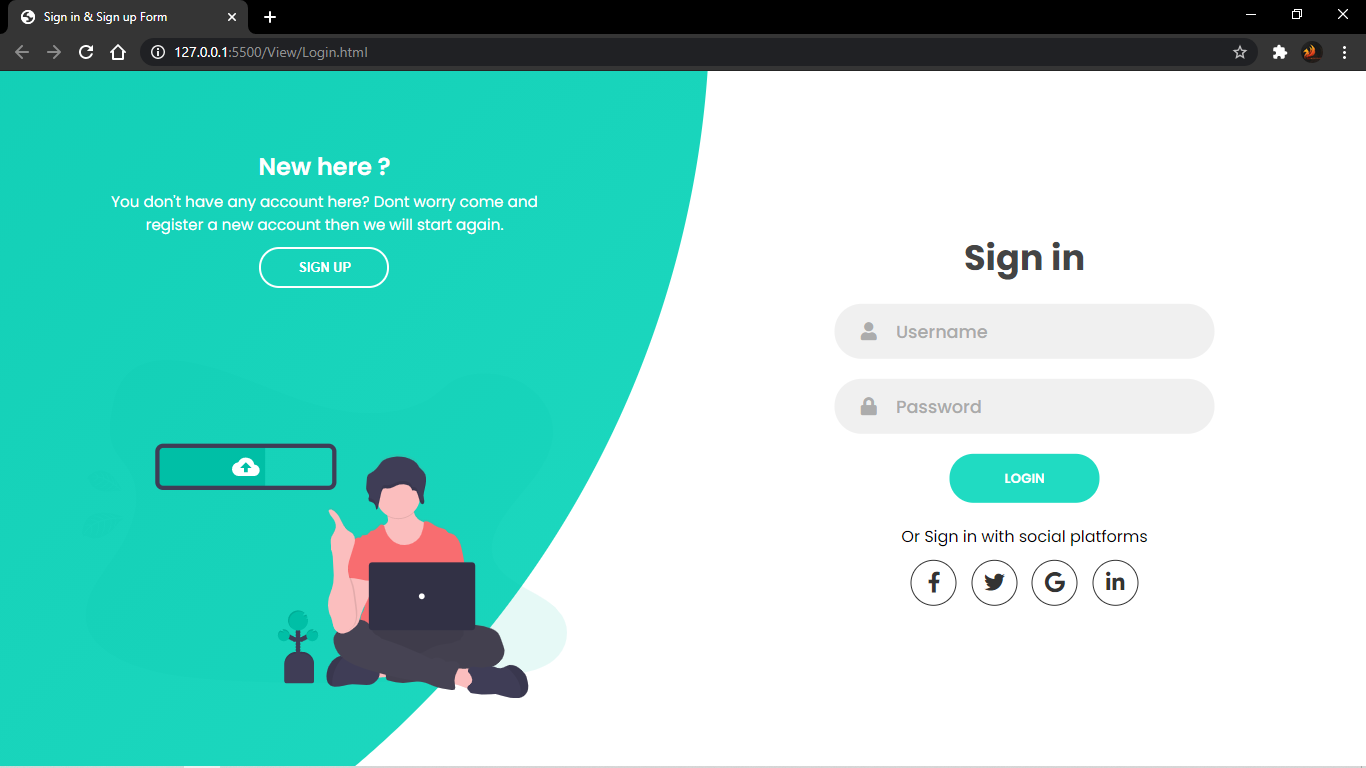 Sign in & Sign up Form
127.0.0.1:5500/View/Login.html
New here ?
You don't have any account here? Dont worry come and
register a new account then we will start again.
SIGN UP
Sign in
Username
Password
LOGIN
Or Sign in with social platforms